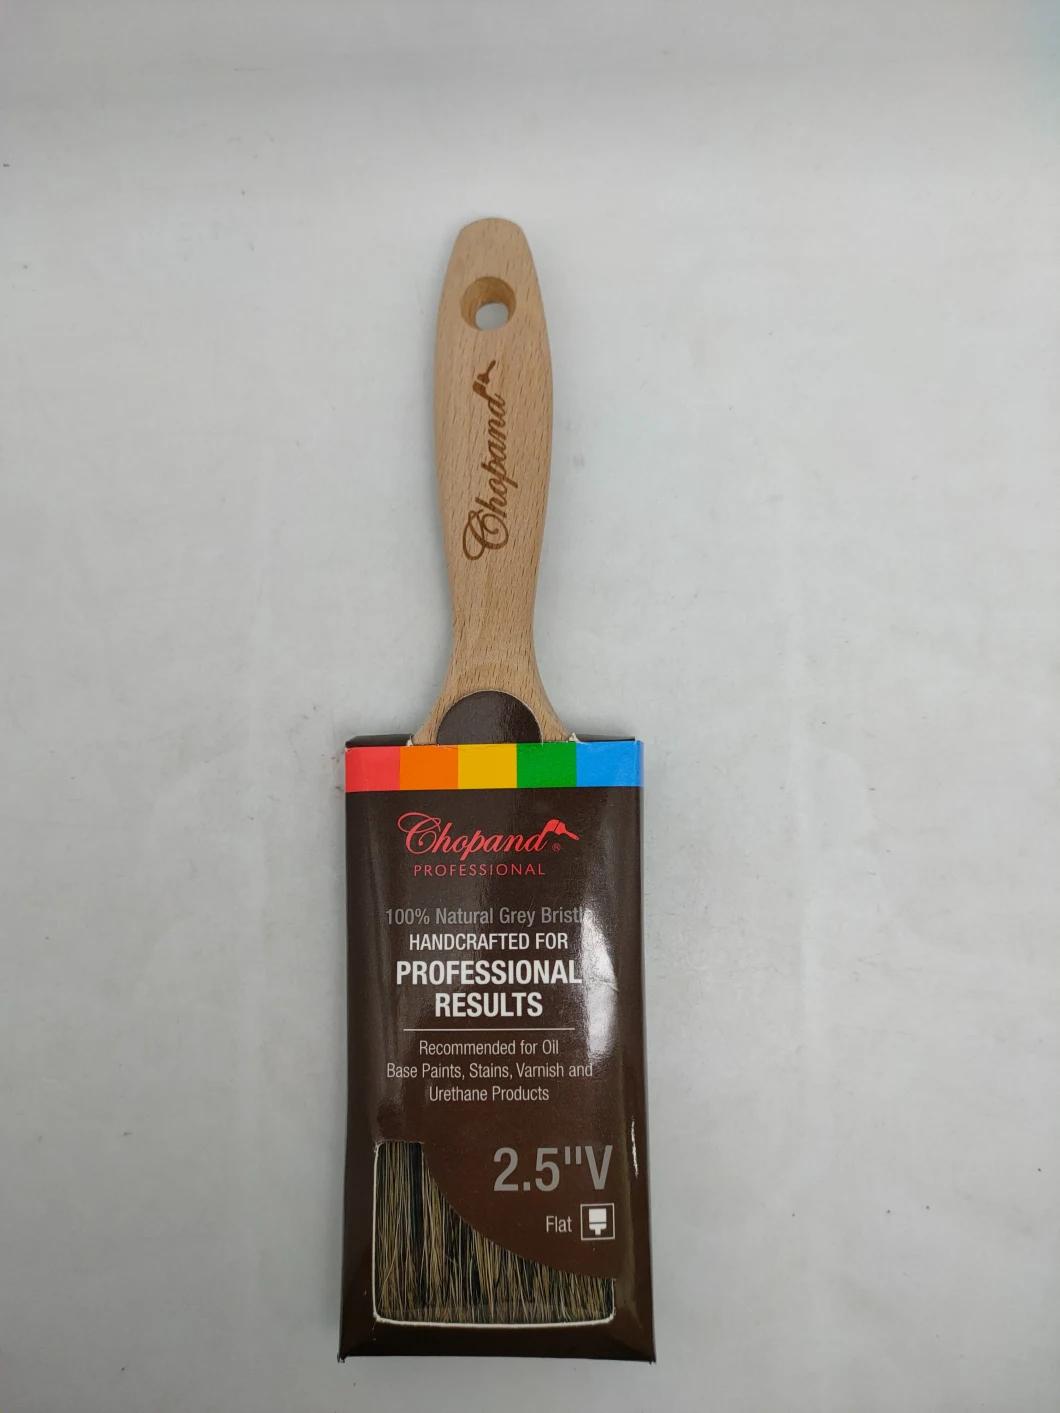 Chopand
Chopand®
PROFESSIONAL
100% Natural Grey Bristle
HANDCRAFTED FOR
PROFESSIONAL
RESULTS
Recommended for Oil
Base Paints, Stains, Varnish and
Urethane Products
2.5"V
Flat